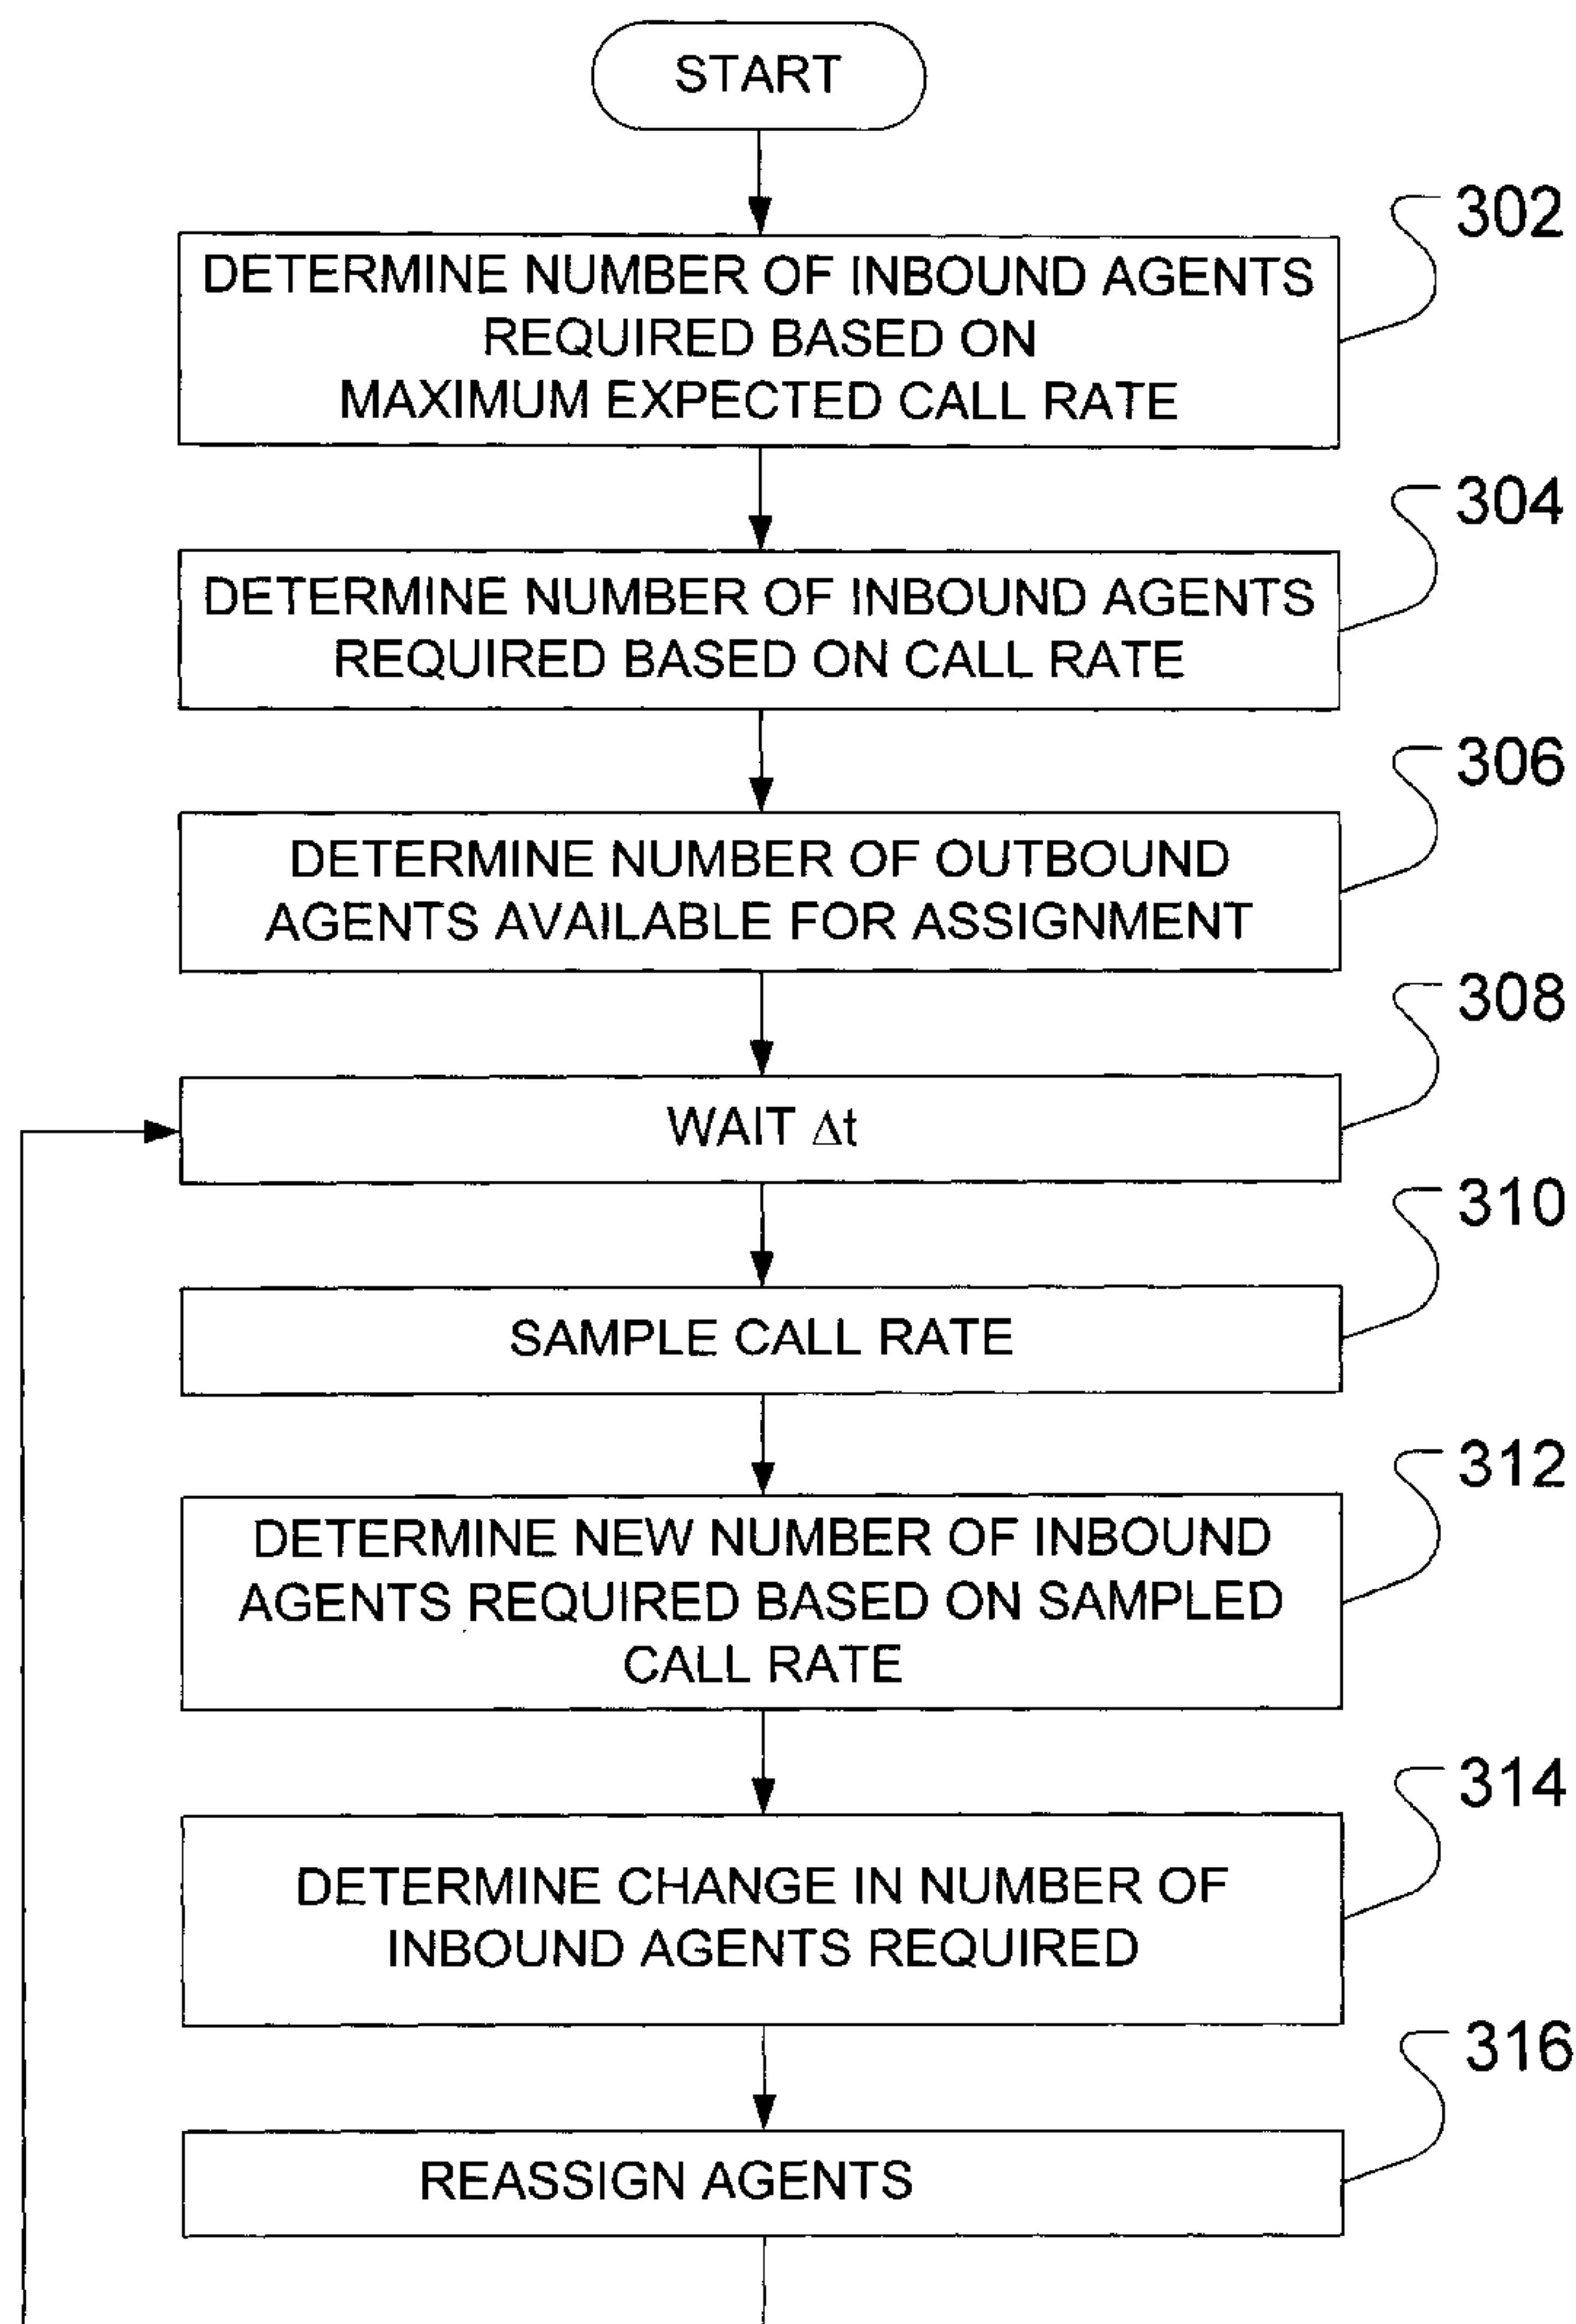 START
302
DETERMINE NUMBER OF INBOUND AGENTS
REQUIRED BASED ON
MAXIMUM EXPECTED CALL RATE
304
DETERMINE NUMBER OF INBOUND AGENTS
REQUIRED BASED ON CALL RATE
306
DETERMINE NUMBER OF OUTBOUND
AGENTS AVAILABLE FOR ASSIGNMENT
308
WAIT Δt
310
SAMPLE CALL RATE
312
DETERMINE NEW NUMBER OF INBOUND
AGENTS REQUIRED BASED ON SAMPLED
CALL RATE
314
DETERMINE CHANGE IN NUMBER OF
INBOUND AGENTS REQUIRED
316
REASSIGN AGENTS